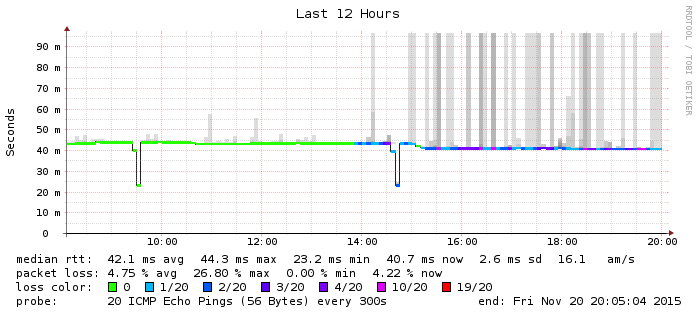 Last 12 Hours
RRDTOOL / TOBI OETIKER
Seconds
90 m
80 m
70 m
60 m
50 m
40 m
30 m
20 m
10 m
0
10:00 12:00 14:00 16:00 18:00 20:00
median rtt: 42.1 ms avg 44.3 ms max 23.2 ms min 40.7 ms now 2.6 ms sd 16.1 am/s
packet loss: 4.75 % avg 26.80 % max 0.00 % min 4.22 % now
loss color: 0 1/20 2/20 3/20 4/20 10/20 19/20
probe: 20 ICMP Echo Pings (56 Bytes) every 300s end: Fri Nov 20 20:05:04 2015